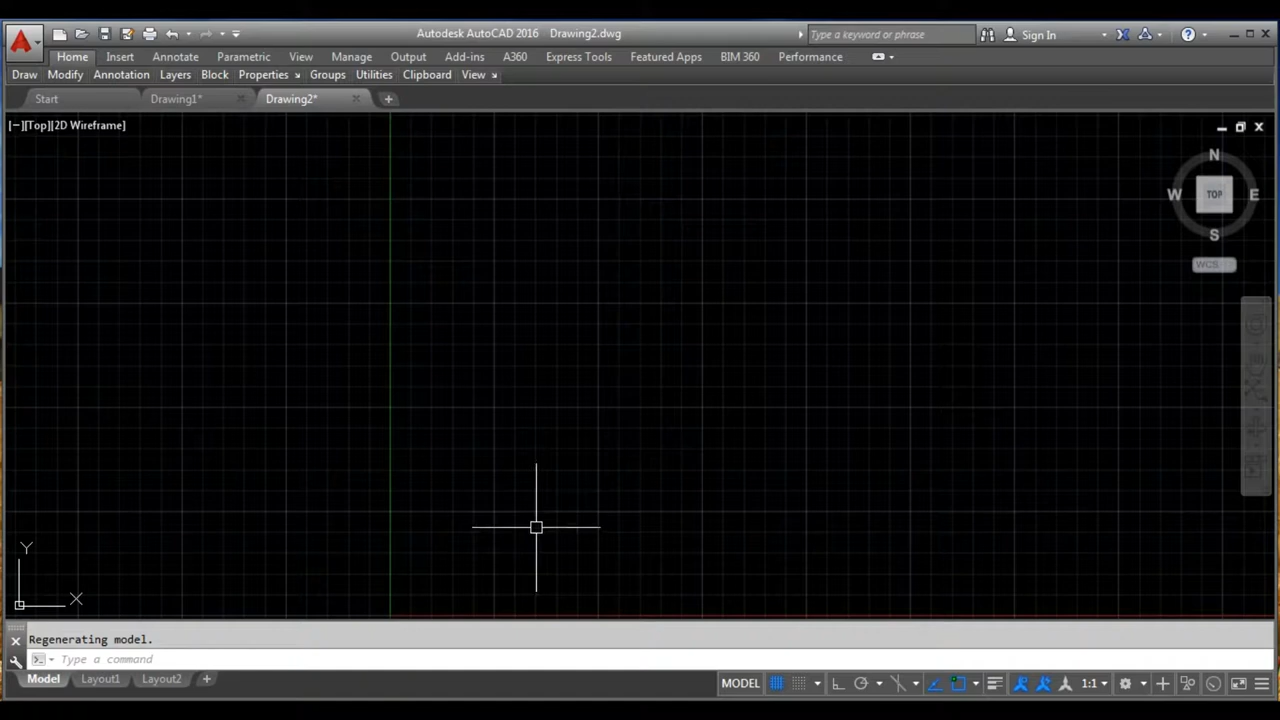 Autodesk AutoCAD 2016 Drawing2.dwg
Type a keyword or phrase
Sign In
Home Insert Annotate Parametric View Manage Output Add-ins A360 Express Tools Featured Apps BIM 360 Performance
Draw Modify Annotation Layers Block Properties Groups Utilities Clipboard View
Start Drawing1* Drawing2*
[−][Top][2D Wireframe]
N
W TOP E
S
WCS
Y
X
Regenerating model.
Type a command
Model Layout1 Layout2 + MODEL 1:1